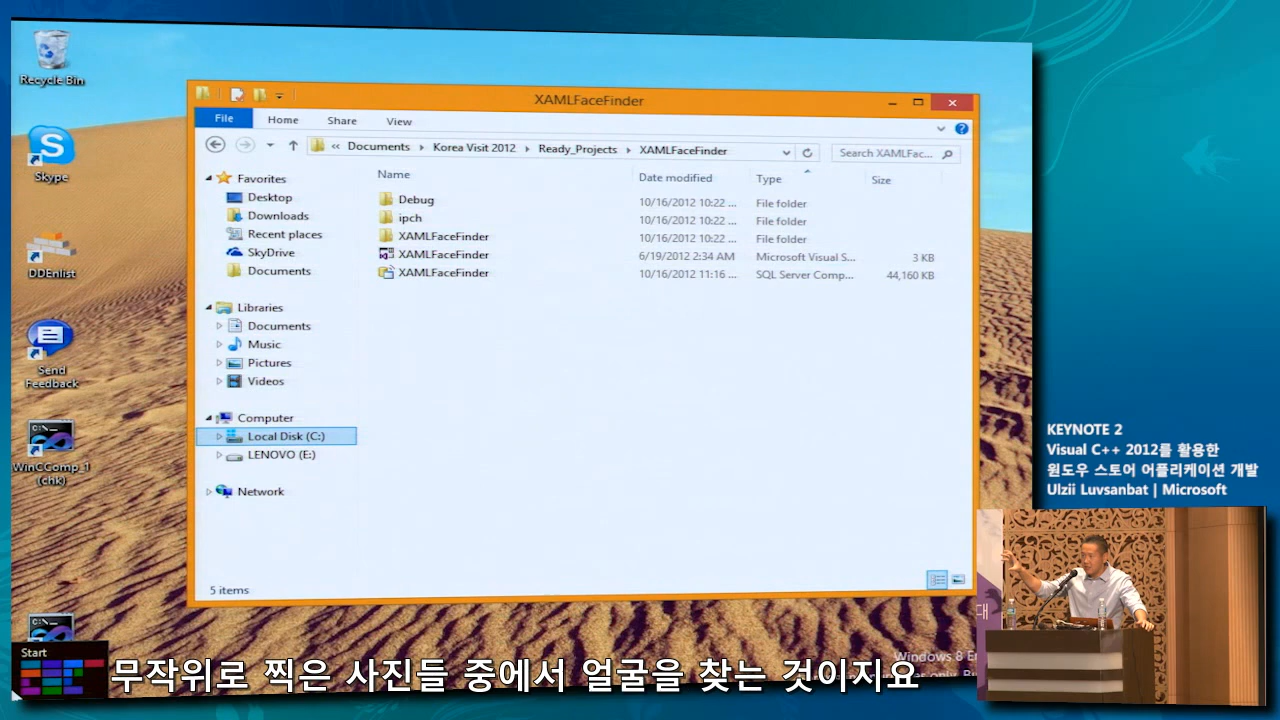 Recycle Bin
Skype
DDEnlist
Send
Feedback
WinCComp_1
(chk)
Start
XAMLFaceFinder
File Home Share View
« Documents Korea Visit 2012 Ready_Projects XAMLFaceFinder
Search XAMLFac...
Name Date modified Type Size
Favorites
Desktop
Downloads
Recent places
SkyDrive
Documents
Libraries
Documents
Music
Pictures
Videos
Computer
Local Disk (C:)
LENOVO (E:)
Network
Debug 10/16/2012 10:22 ... File folder
ipch 10/16/2012 10:22 ... File folder
XAMLFaceFinder 10/16/2012 10:22 ... File folder
XAMLFaceFinder 6/19/2012 2:34 AM Microsoft Visual S... 3 KB
XAMLFaceFinder 10/16/2012 11:16 ... SQL Server Comp... 44,160 KB
5 items
KEYNOTE 2
Visual C++ 2012를 활용한
윈도우 스토어 어플리케이션 개발
Ulzii Luvsanbat | Microsoft
대
Windows 8
무작위로 찍은 사진들 중에서 얼굴을 찾는 것이지요